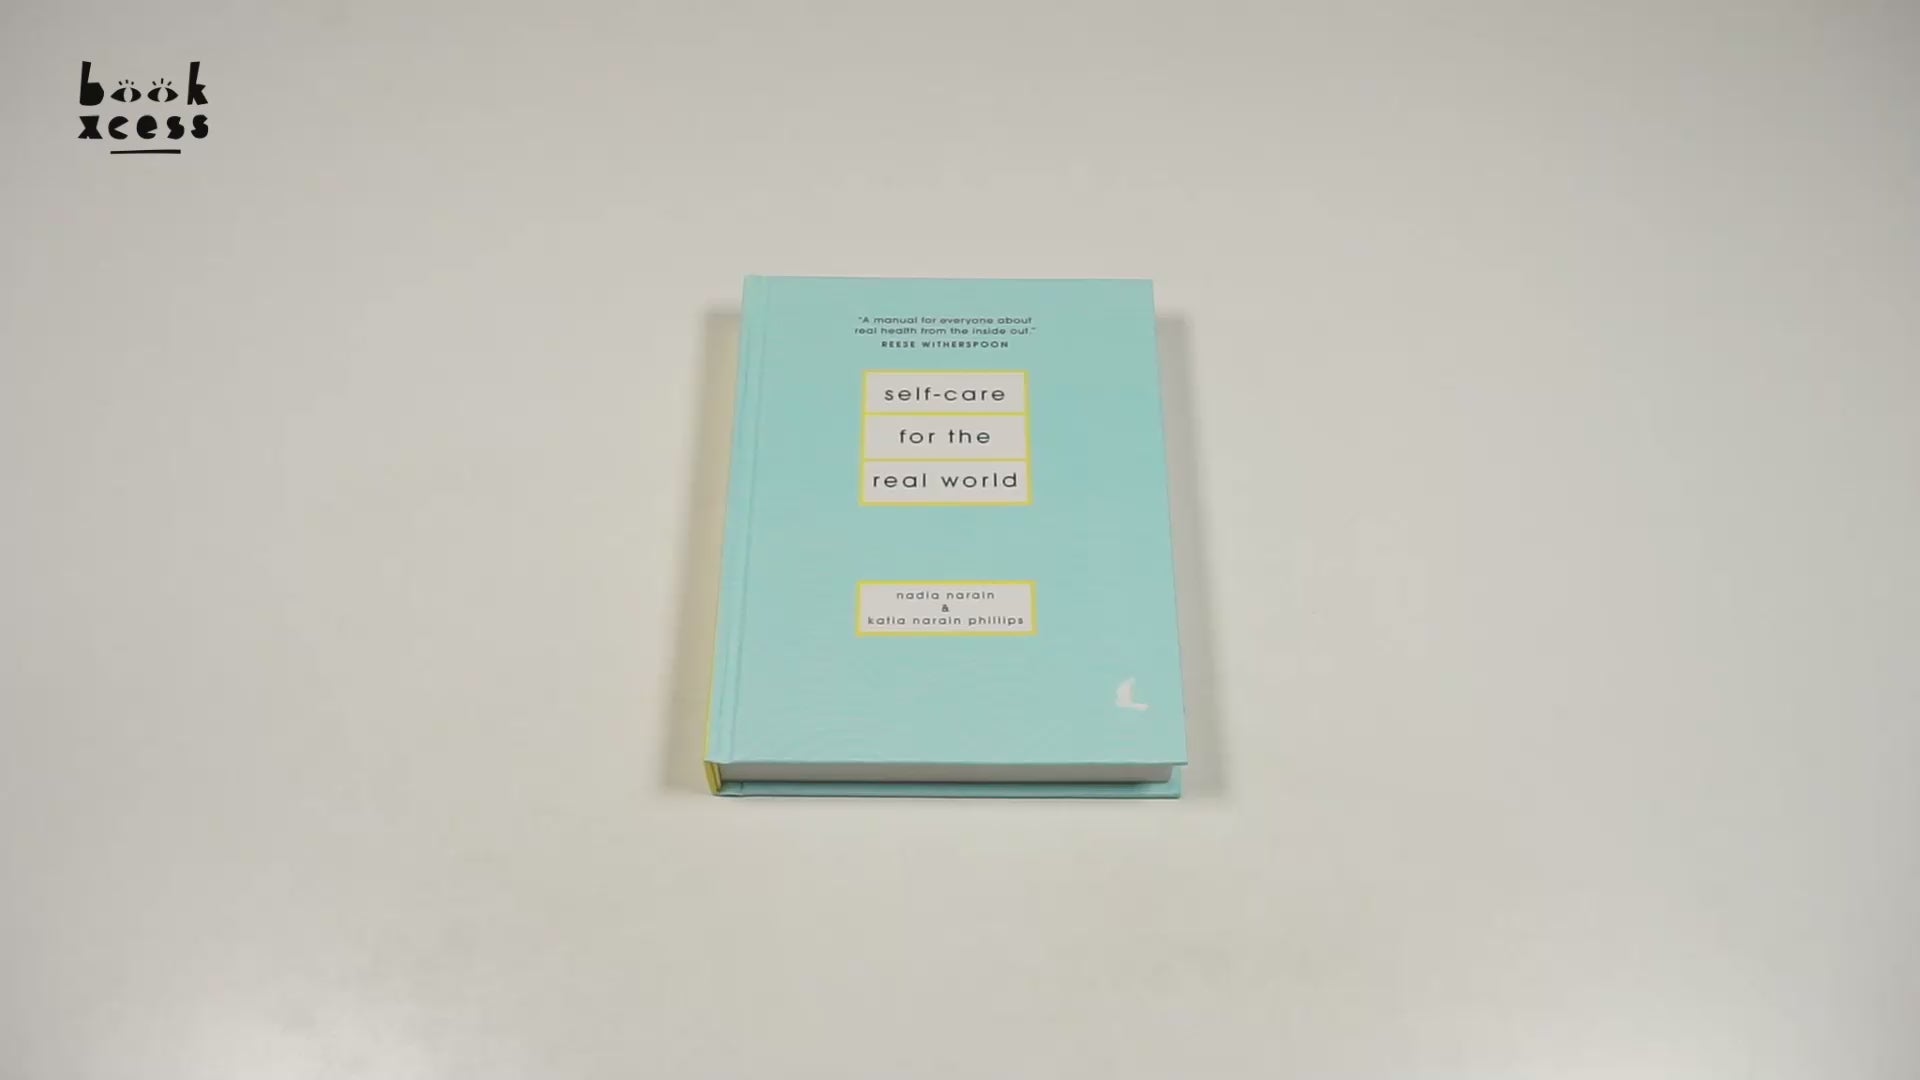 book
xcess
"A manual for everyone about
real health from the inside out."
REESE WITHERSPOON
self-care
for the
real world
nadia narain
&
katia narain phillips